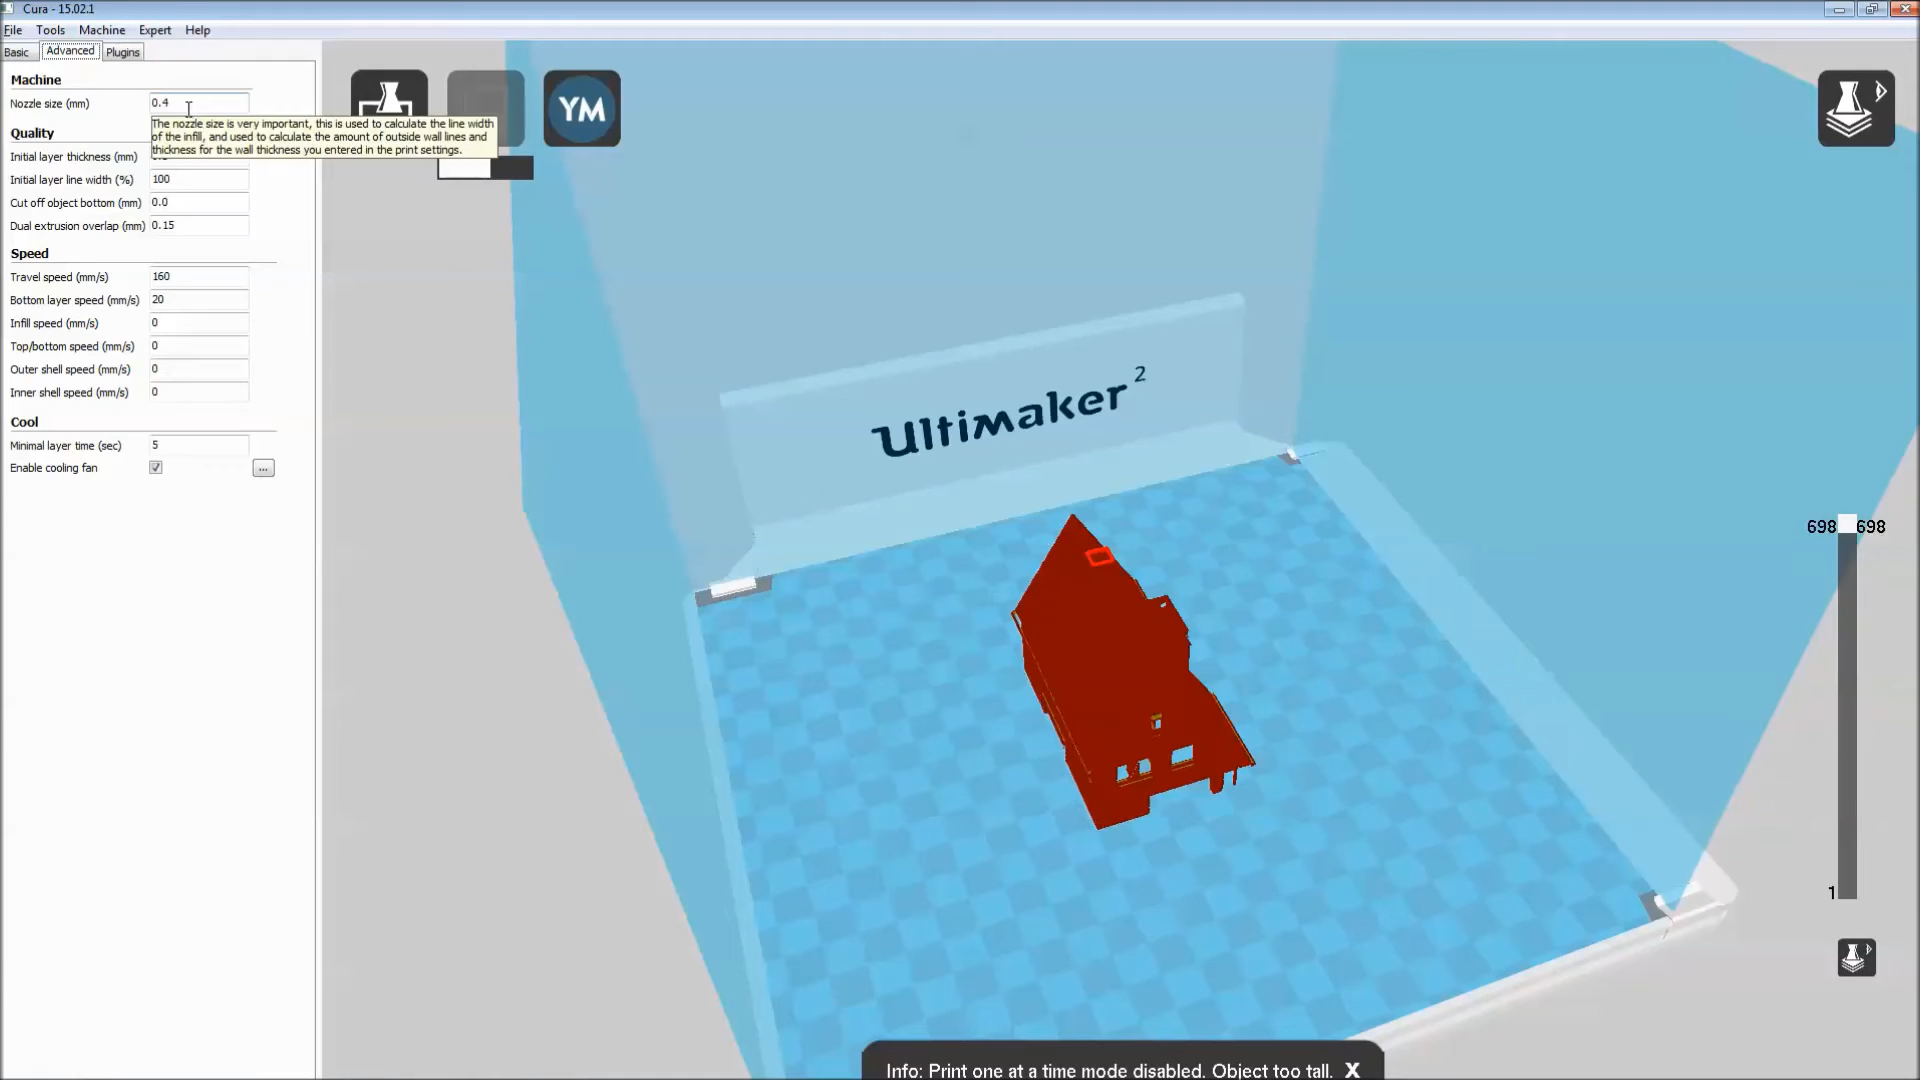 Cura - 15.02.1
File Tools Machine Expert Help
Basic Advanced Plugins
Machine
Nozzle size (mm) 0.4
The nozzle size is very important, this is used to calculate the line width
of the infill, and used to calculate the amount of outside wall lines and
thickness for the wall thickness you entered in the print settings.
Quality
Initial layer thickness (mm)
Initial layer line width (%) 100
Cut off object bottom (mm) 0.0
Dual extrusion overlap (mm) 0.15
Speed
Travel speed (mm/s) 160
Bottom layer speed (mm/s) 20
Infill speed (mm/s) 0
Top/bottom speed (mm/s) 0
Outer shell speed (mm/s) 0
Inner shell speed (mm/s) 0
Cool
Minimal layer time (sec) 5
Enable cooling fan ...
YM
Ultimaker 2
698 698
1
Info: Print one at a time mode disabled. Object too tall. X